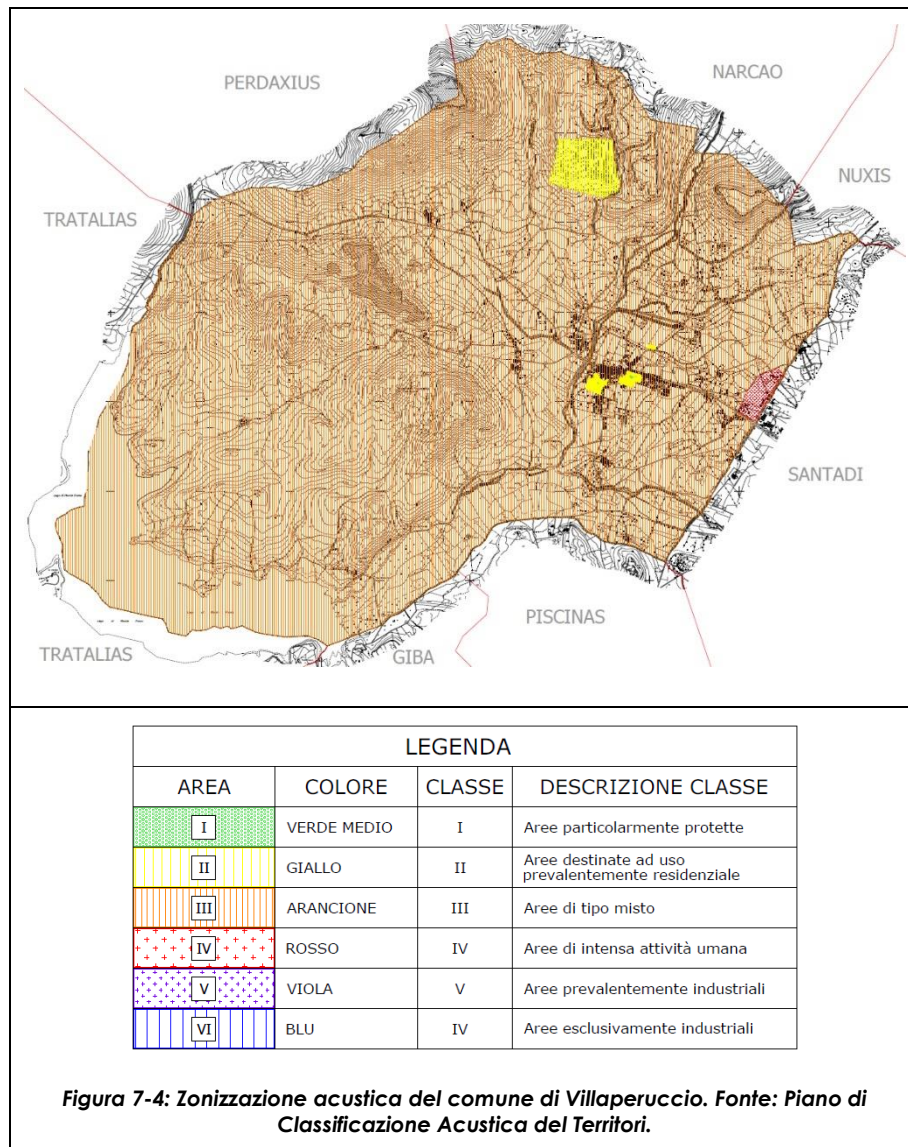 PERDAXIUS
NARCAO
NUXIS
TRATALIAS
SANTADI
PISCINAS
TRATALIAS
GIBA
LEGENDA
AREA COLORE CLASSE DESCRIZIONE CLASSE
I VERDE MEDIO I Aree particolarmente protette
II GIALLO II Aree destinate ad uso
prevalentemente residenziale
III ARANCIONE III Aree di tipo misto
IV ROSSO IV Aree di intensa attività umana
V VIOLA V Aree prevalentemente industriali
VI BLU IV Aree esclusivamente industriali
Figura 7-4: Zonizzazione acustica del comune di Villaperuccio. Fonte: Piano di
Classificazione Acustica del Territori.